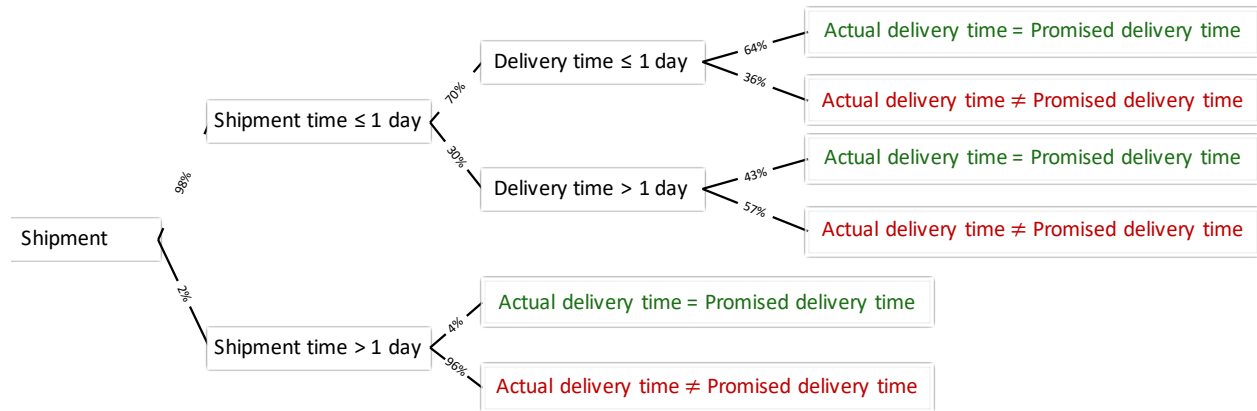 Actual delivery time = Promised delivery time
64%
Delivery time ≤ 1 day
36%
70%
Actual delivery time ≠ Promised delivery time
Shipment time ≤ 1 day
30%
Actual delivery time = Promised delivery time
43%
98%
Delivery time > 1 day
57%
Actual delivery time ≠ Promised delivery time
Shipment
2%
Actual delivery time = Promised delivery time
4%
Shipment time > 1 day
96%
Actual delivery time ≠ Promised delivery time